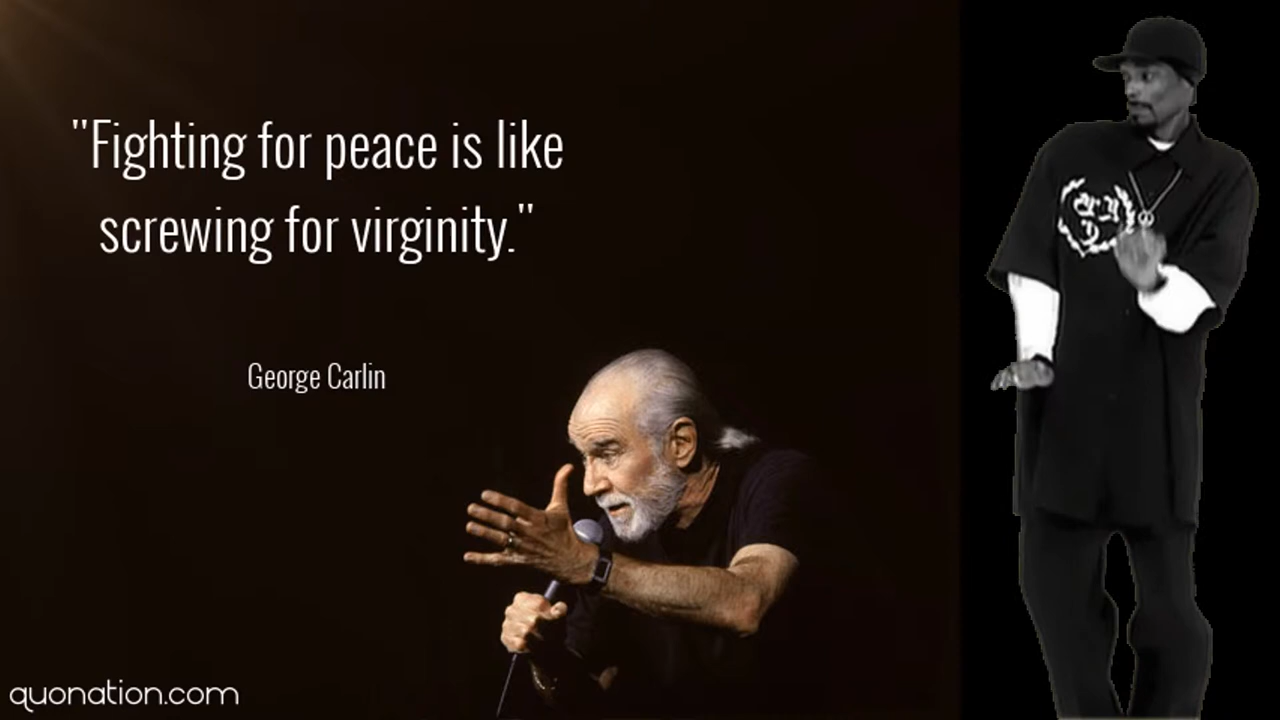 "Fighting for peace is like
screwing for virginity."
George Carlin
quonation.com